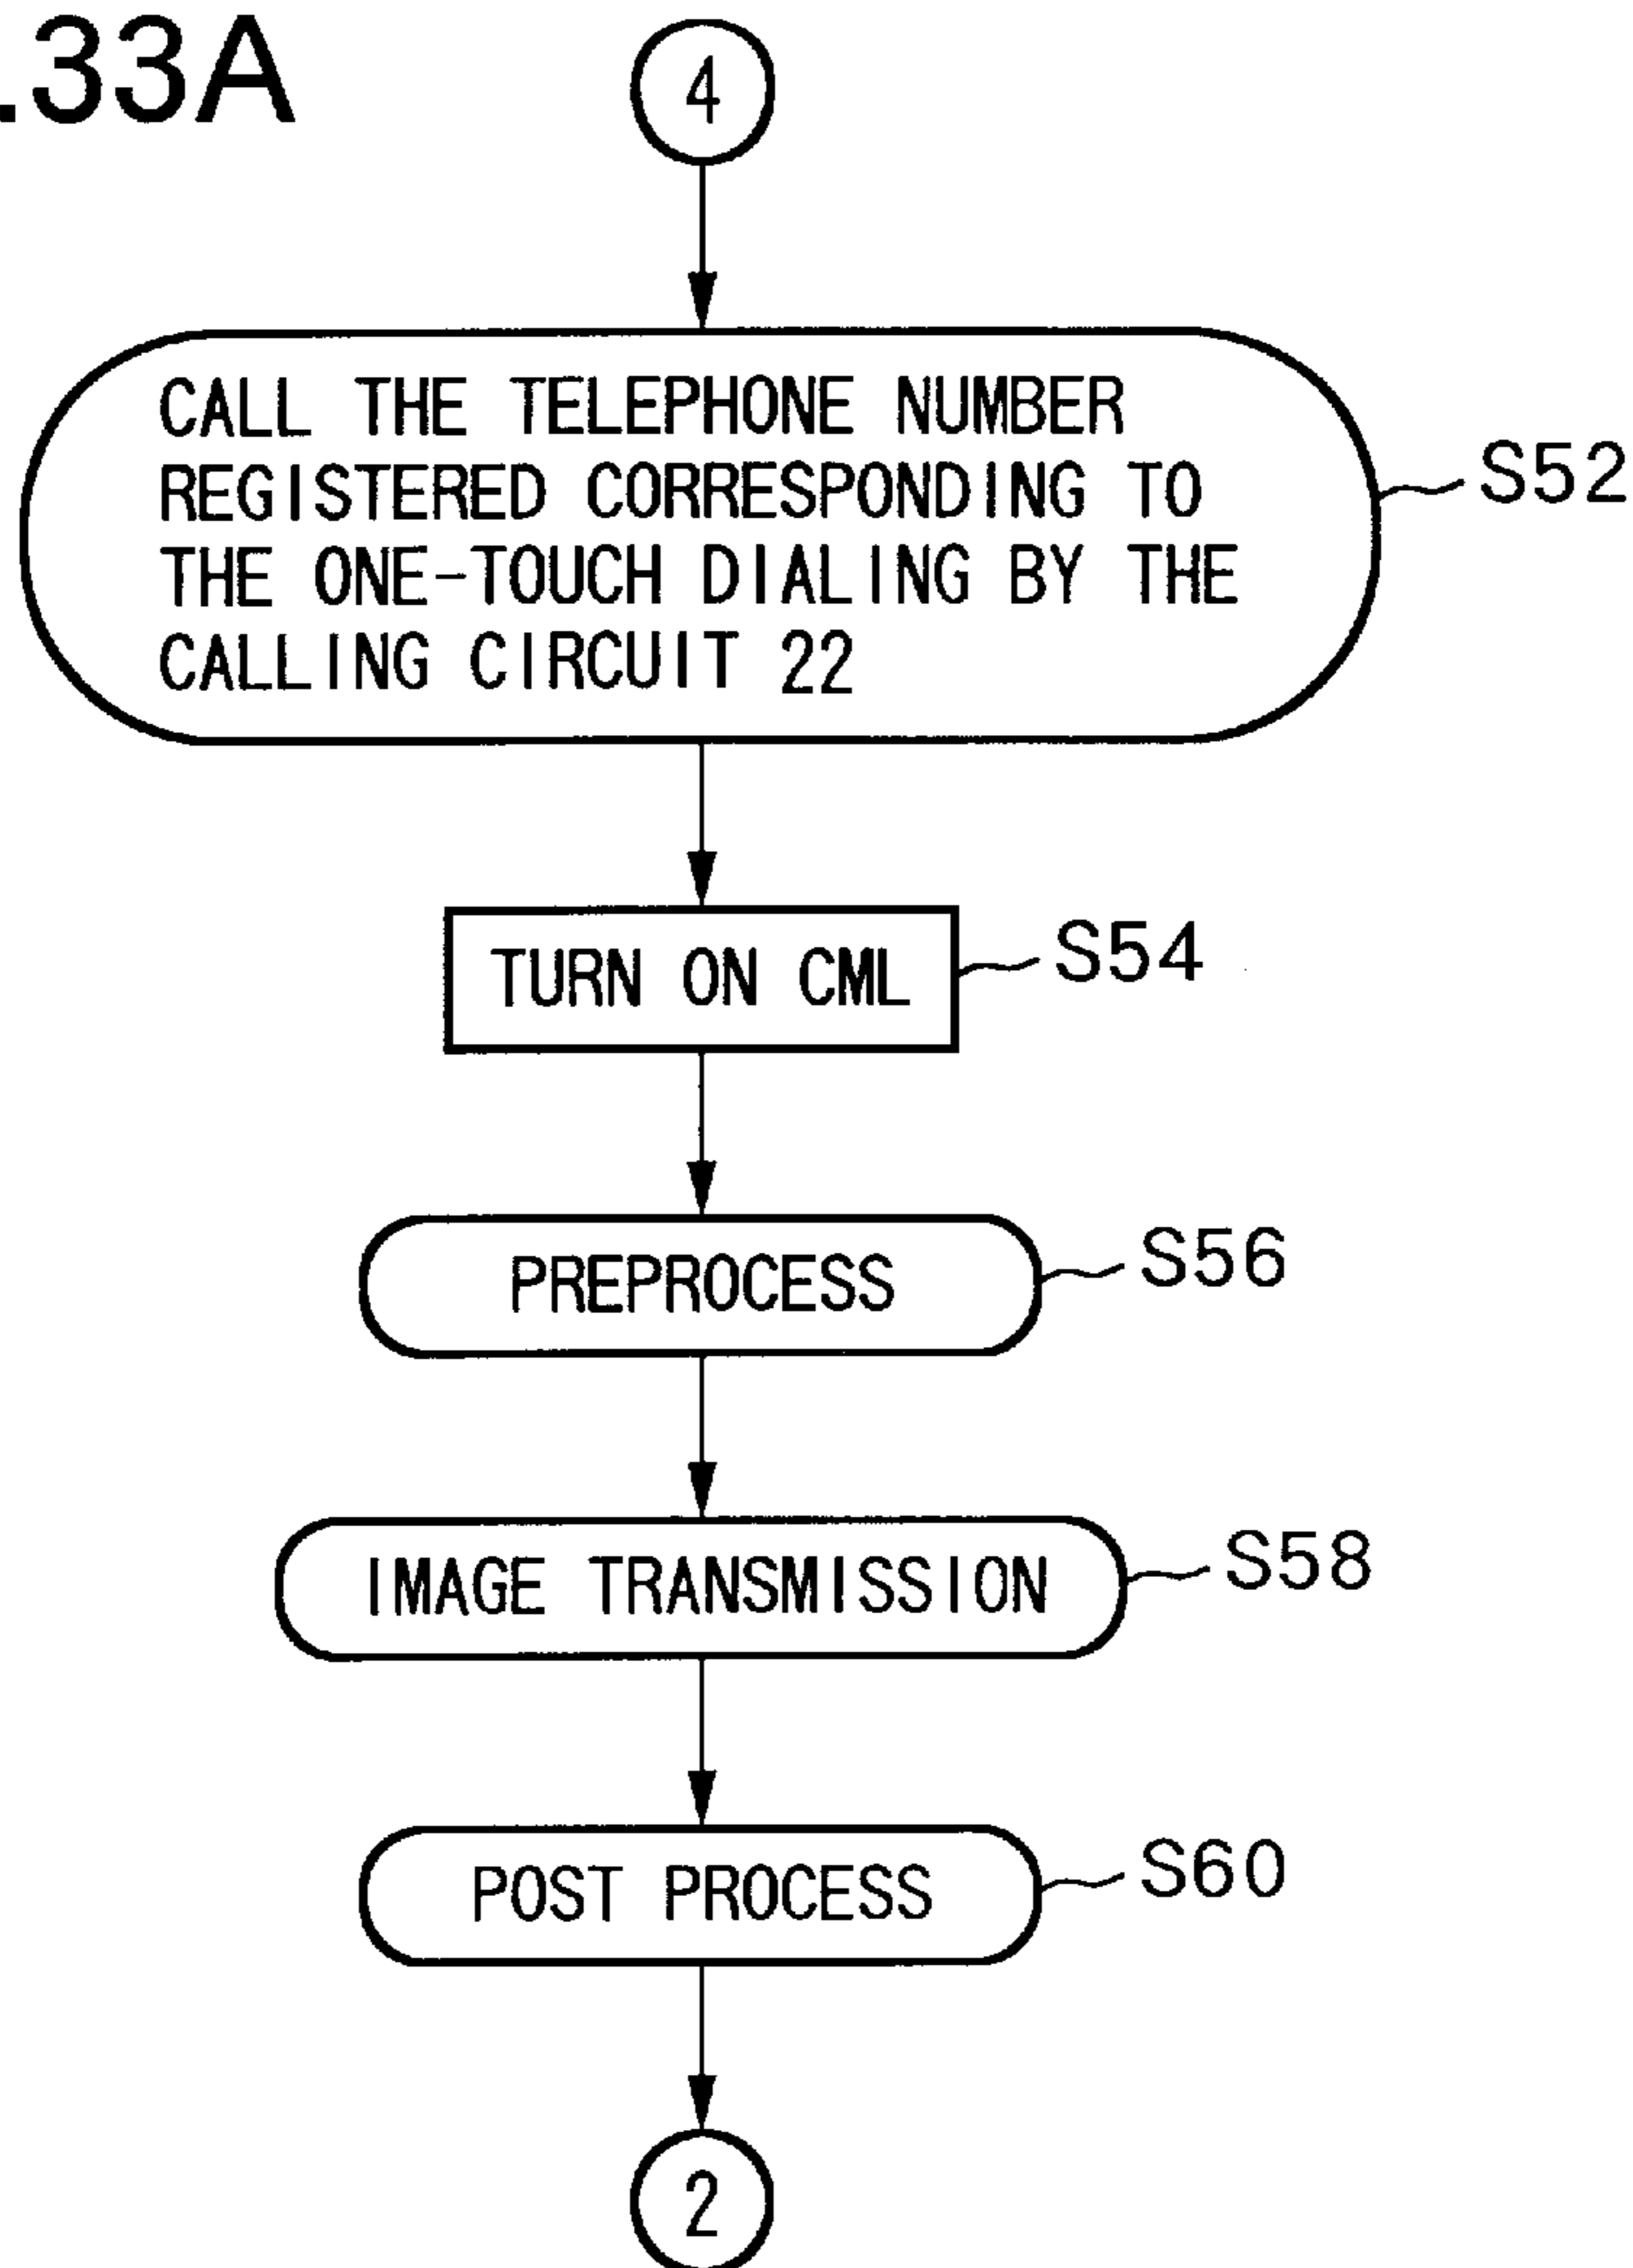 .33A
4
CALL THE TELEPHONE NUMBER
REGISTERED CORRESPONDING TO
THE ONE-TOUCH DIALING BY THE
CALLING CIRCUIT 22
S52
TURN ON CML
S54
PREPROCESS
S56
IMAGE TRANSMISSION
S58
POST PROCESS
S60
2